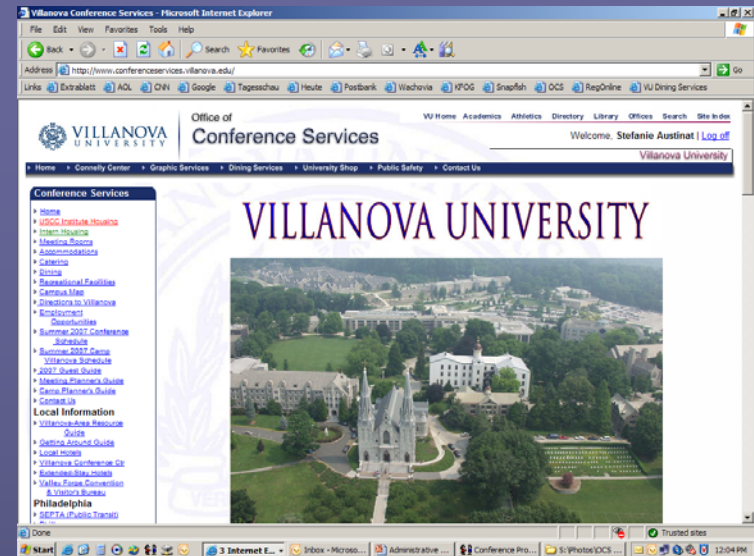 Villanova Conference Services - Microsoft Internet Explorer
File Edit View Favorites Tools Help
Back Search Favorites
Address http://www.conferenceservices.villanova.edu/ Go
Links Extrablatt AOL CNN Google Tagesschau Heute Postbank Wachovia KFOG Snapfish OCS RegOnline VU Dining Services
VU Home Academics Athletics Directory Library Offices Search Site Index
VILLANOVA
UNIVERSITY
Office of
Conference Services
Welcome, Stefanie Austinat | Log off
Villanova University
Home Connelly Center Graphic Services Dining Services University Shop Public Safety Contact Us
Conference Services
Home
USCC Institute Housing
Intern Housing
Meeting Rooms
Accommodations
Catering
Dining
Recreational Facilities
Campus Map
Directions to Villanova
Employment
Opportunities
Summer 2007 Conference
Schedule
Summer 2007 Camp
Villanova Schedule
2007 Guest Guide
Meeting Planner's Guide
Camp Planner's Guide
Contact Us
Local Information
Villanova-Area Resource
Guide
Getting Around Guide
Local Hotels
Villanova Conference Ctr
Extended-Stay Hotels
Valley Forge Convention
& Visitor's Bureau
Philadelphia
SEPTA (Public Transit)
VILLANOVA UNIVERSITY
Done Trusted sites
Start 3 Internet E... Inbox - Microso... Administrative ... Conference Pro... S:\Photos\OCS ... 12:04 PM